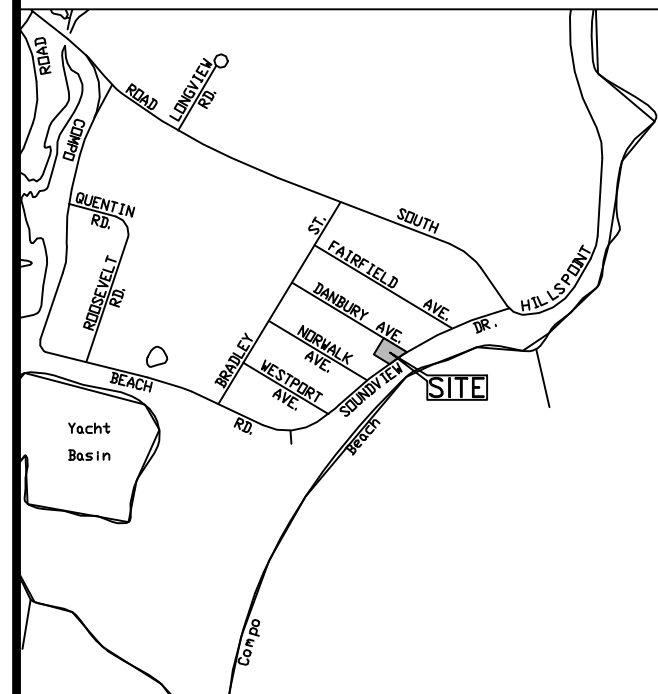 ROAD
ROAD
LONGVIEW
RD.
COMPO
QUENTIN
RD.
SOUTH
ST.
FAIRFIELD
AVE.
HILLSPOINT
ROOSEVELT
RD.
DANBURY
AVE.
DR.
NORWALK
AVE.
BRADLEY
WESTPORT
AVE.
SOUNDVIEW
SITE
BEACH
RD.
Yacht
Basin
Beach
Compo